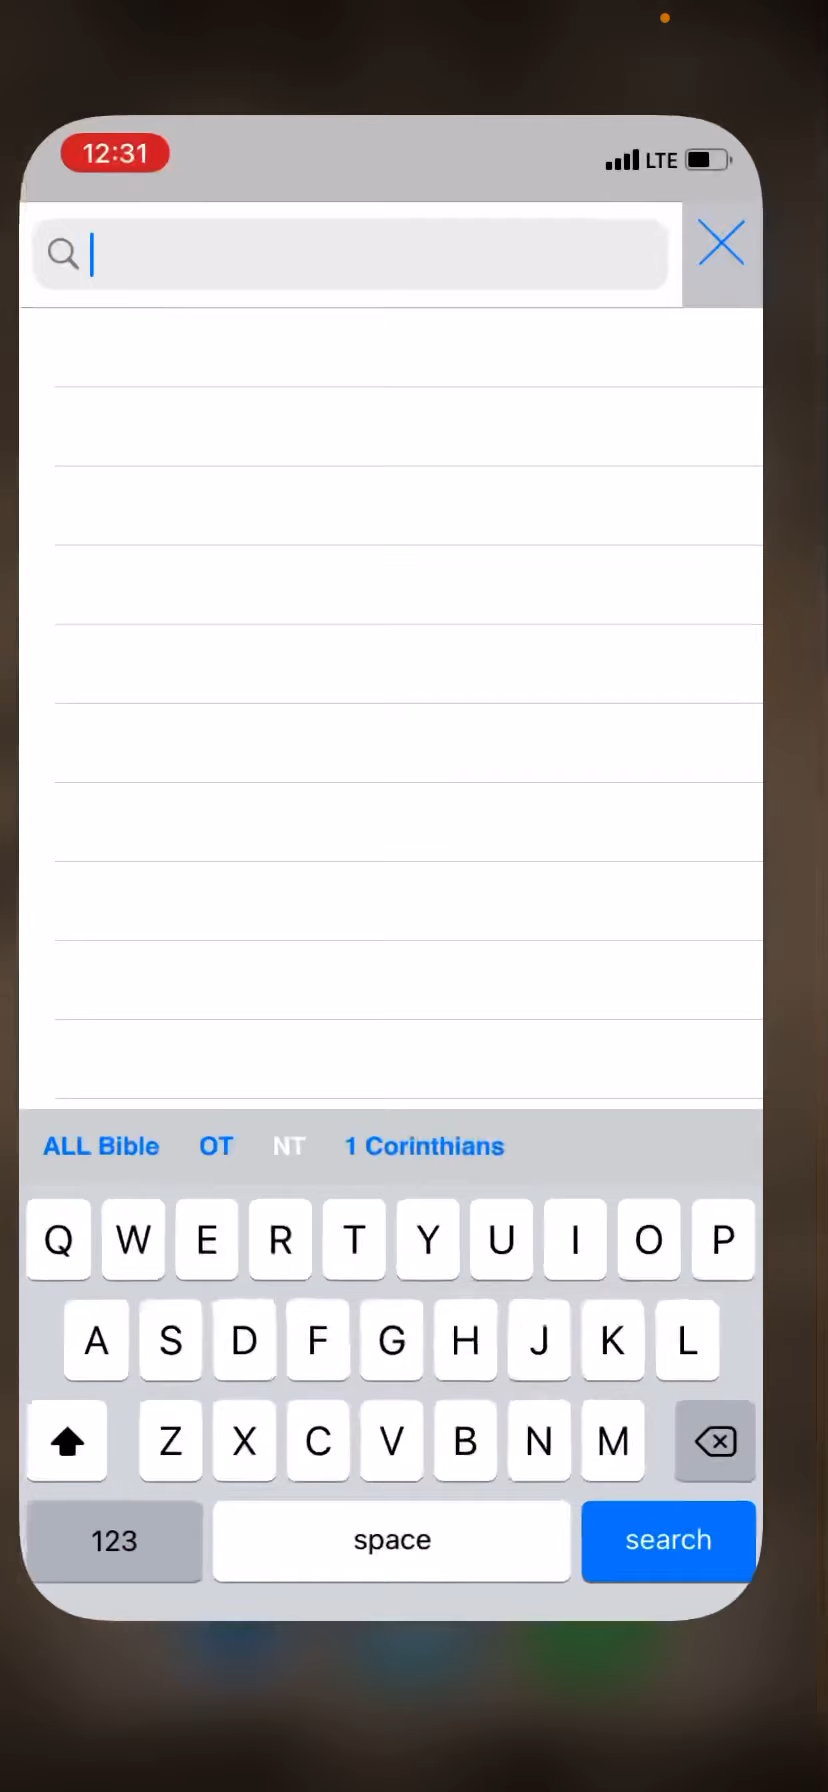 12:31 LTE
ALL Bible OT NT 1 Corinthians
Q W E R T Y U I O P
A S D F G H J K L
Z X C V B N M
123 space search